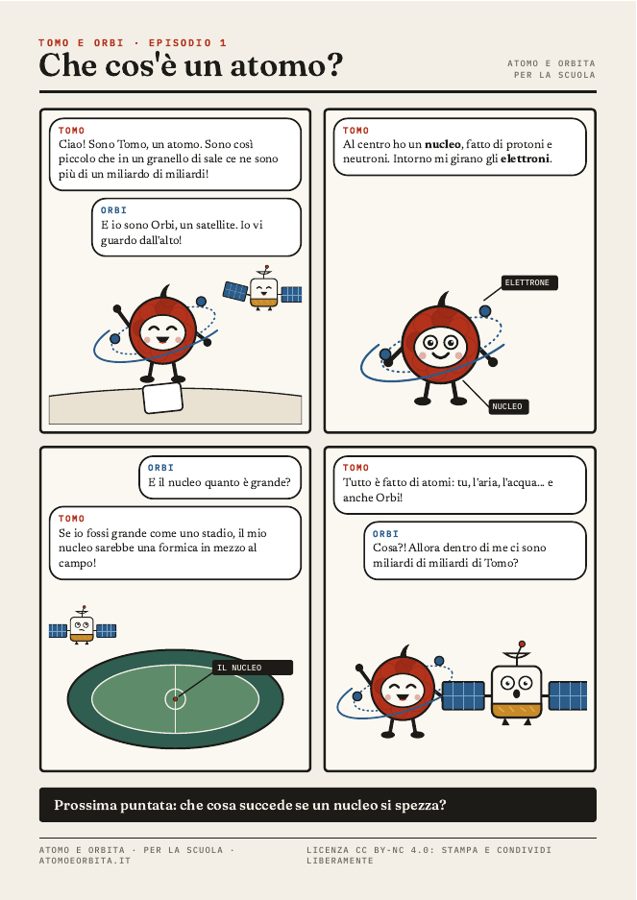 TOMO E ORBI · EPISODIO 1
Che cos'è un atomo?
ATOMO E ORBITA
PER LA SCUOLA
TOMO
Ciao! Sono Tomo, un atomo. Sono così
piccolo che in un granello di sale ce ne sono
più di un miliardo di miliardi!
ORBI
E io sono Orbi, un satellite. Io vi
guardo dall'alto!
TOMO
Al centro ho un nucleo, fatto di protoni e
neutroni. Intorno mi girano gli elettroni.
ELETTRONE
NUCLEO
ORBI
E il nucleo quanto è grande?
TOMO
Se io fossi grande come uno stadio, il mio
nucleo sarebbe una formica in mezzo al
campo!
IL NUCLEO
TOMO
Tutto è fatto di atomi: tu, l'aria, l'acqua... e
anche Orbi!
ORBI
Cosa?! Allora dentro di me ci sono
miliardi di miliardi di Tomo?
Prossima puntata: che cosa succede se un nucleo si spezza?
ATOMO E ORBITA · PER LA SCUOLA ·
ATOMOEORBITA.IT
LICENZA CC BY-NC 4.0: STAMPA E CONDIVIDI
LIBERAMENTE